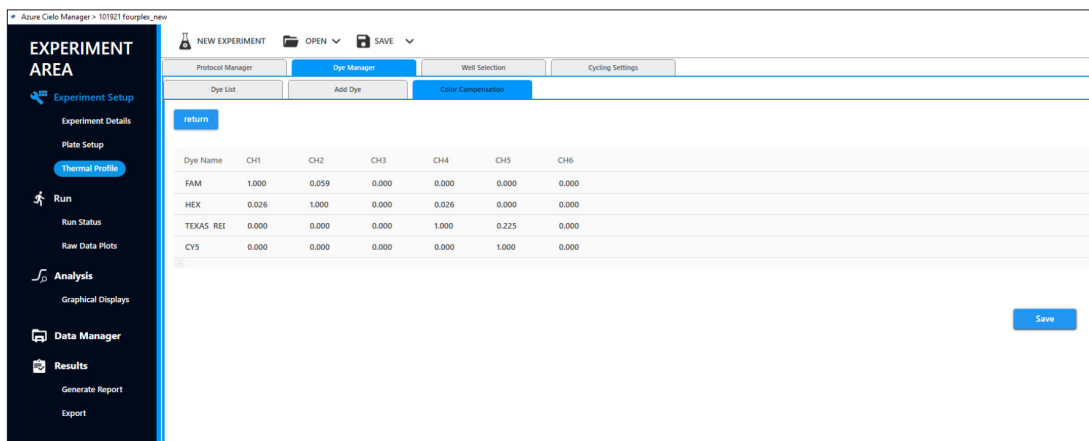 Azure Cielo Manager > 101921 fourplex_new
EXPERIMENT
AREA
Experiment Setup
Experiment Details
Plate Setup
Thermal Profile
Run
Run Status
Raw Data Plots
Analysis
Graphical Displays
Data Manager
Results
Generate Report
Export
NEW EXPERIMENT OPEN SAVE
Protocol Manager Dye Manager Well Selection Cycling Settings
Dye List Add Dye Color Compensation
return
Dye Name CH1 CH2 CH3 CH4 CH5 CH6
FAM 1.000 0.059 0.000 0.000 0.000 0.000
HEX 0.026 1.000 0.000 0.026 0.000 0.000
TEXAS REI 0.000 0.000 0.000 1.000 0.225 0.000
CY5 0.000 0.000 0.000 0.000 1.000 0.000
Save